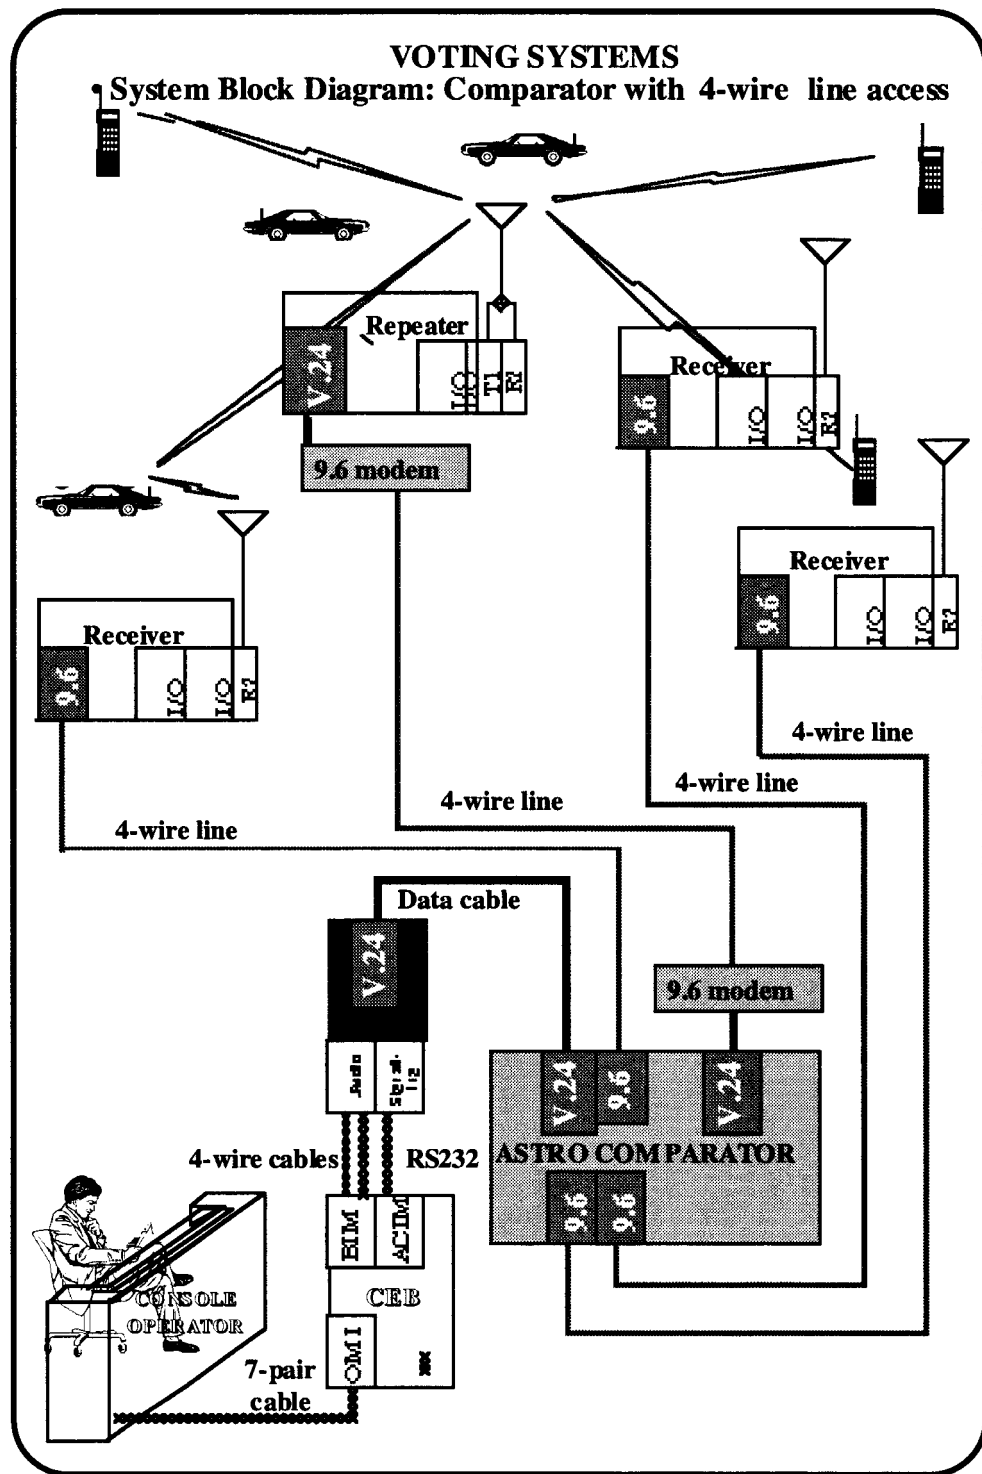 VOTING SYSTEMS
System Block Diagram: Comparator with 4-wire line access
Repeater
V.24
I/O
9.6 modem
Receiver
9.6
I/O
I/O
Receiver
9.6
I/O
I/O
Receiver
9.6
I/O
I/O
4-wire line
4-wire line
4-wire line
4-wire line
Data cable
V.24
9.6 modem
V.24
9.6
V.24
ASTRO COMPARATOR
9.6
9.6
4-wire cables
RS232
CEB
CONSOLE
OPERATOR
7-pair
cable